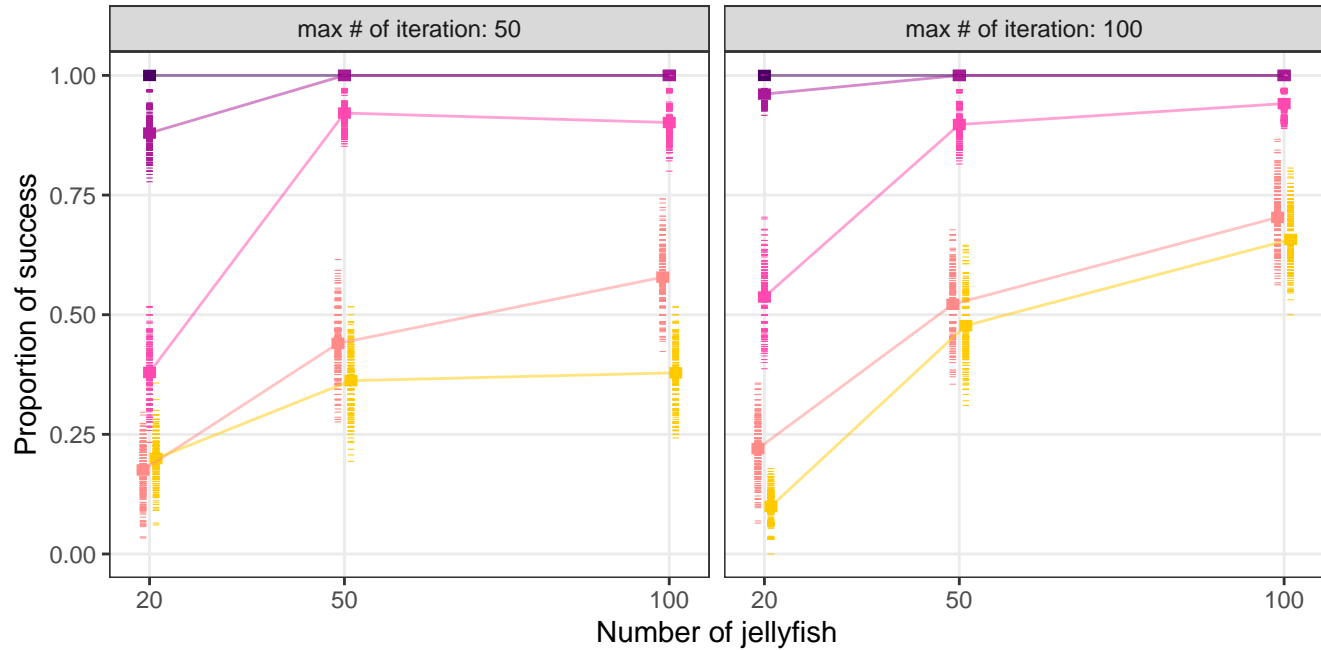 max # of iteration: 50
max # of iteration: 100
Proportion of success
1.00
0.75
0.50
0.25
0.00
20 50 100
20 50 100
Number of jellyfish